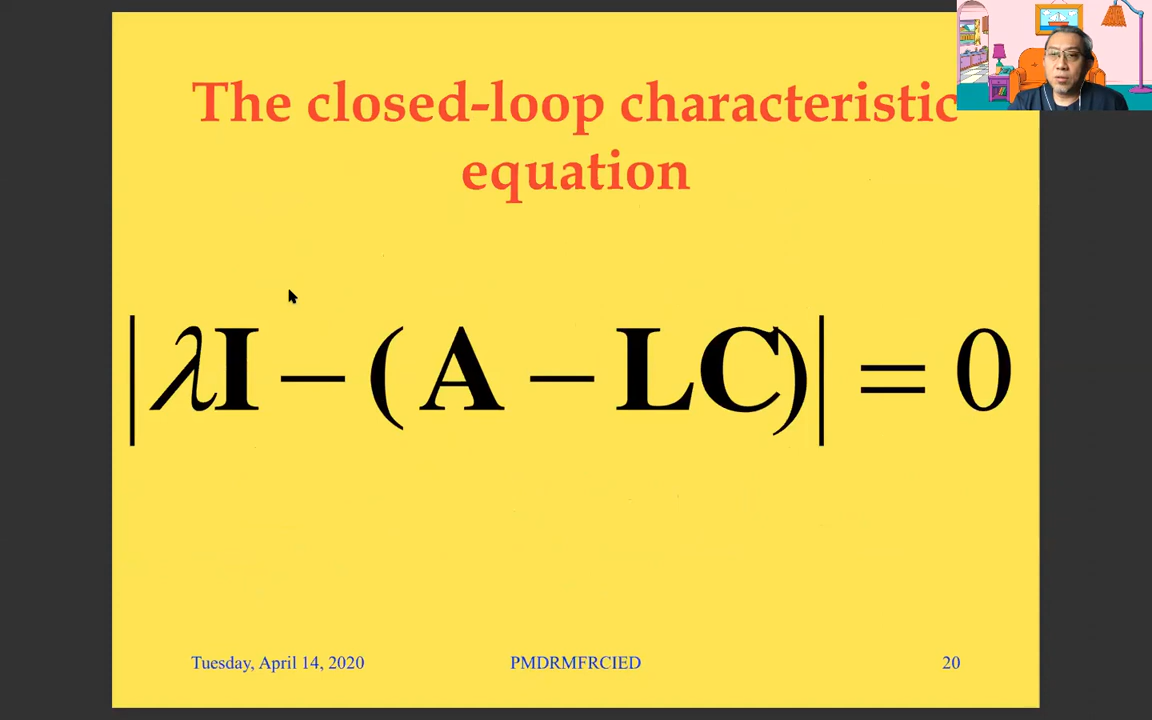 The closed-loop characteristic
equation
|λI − (A − LC)| = 0
Tuesday, April 14, 2020
PMDRMFRCIED
20